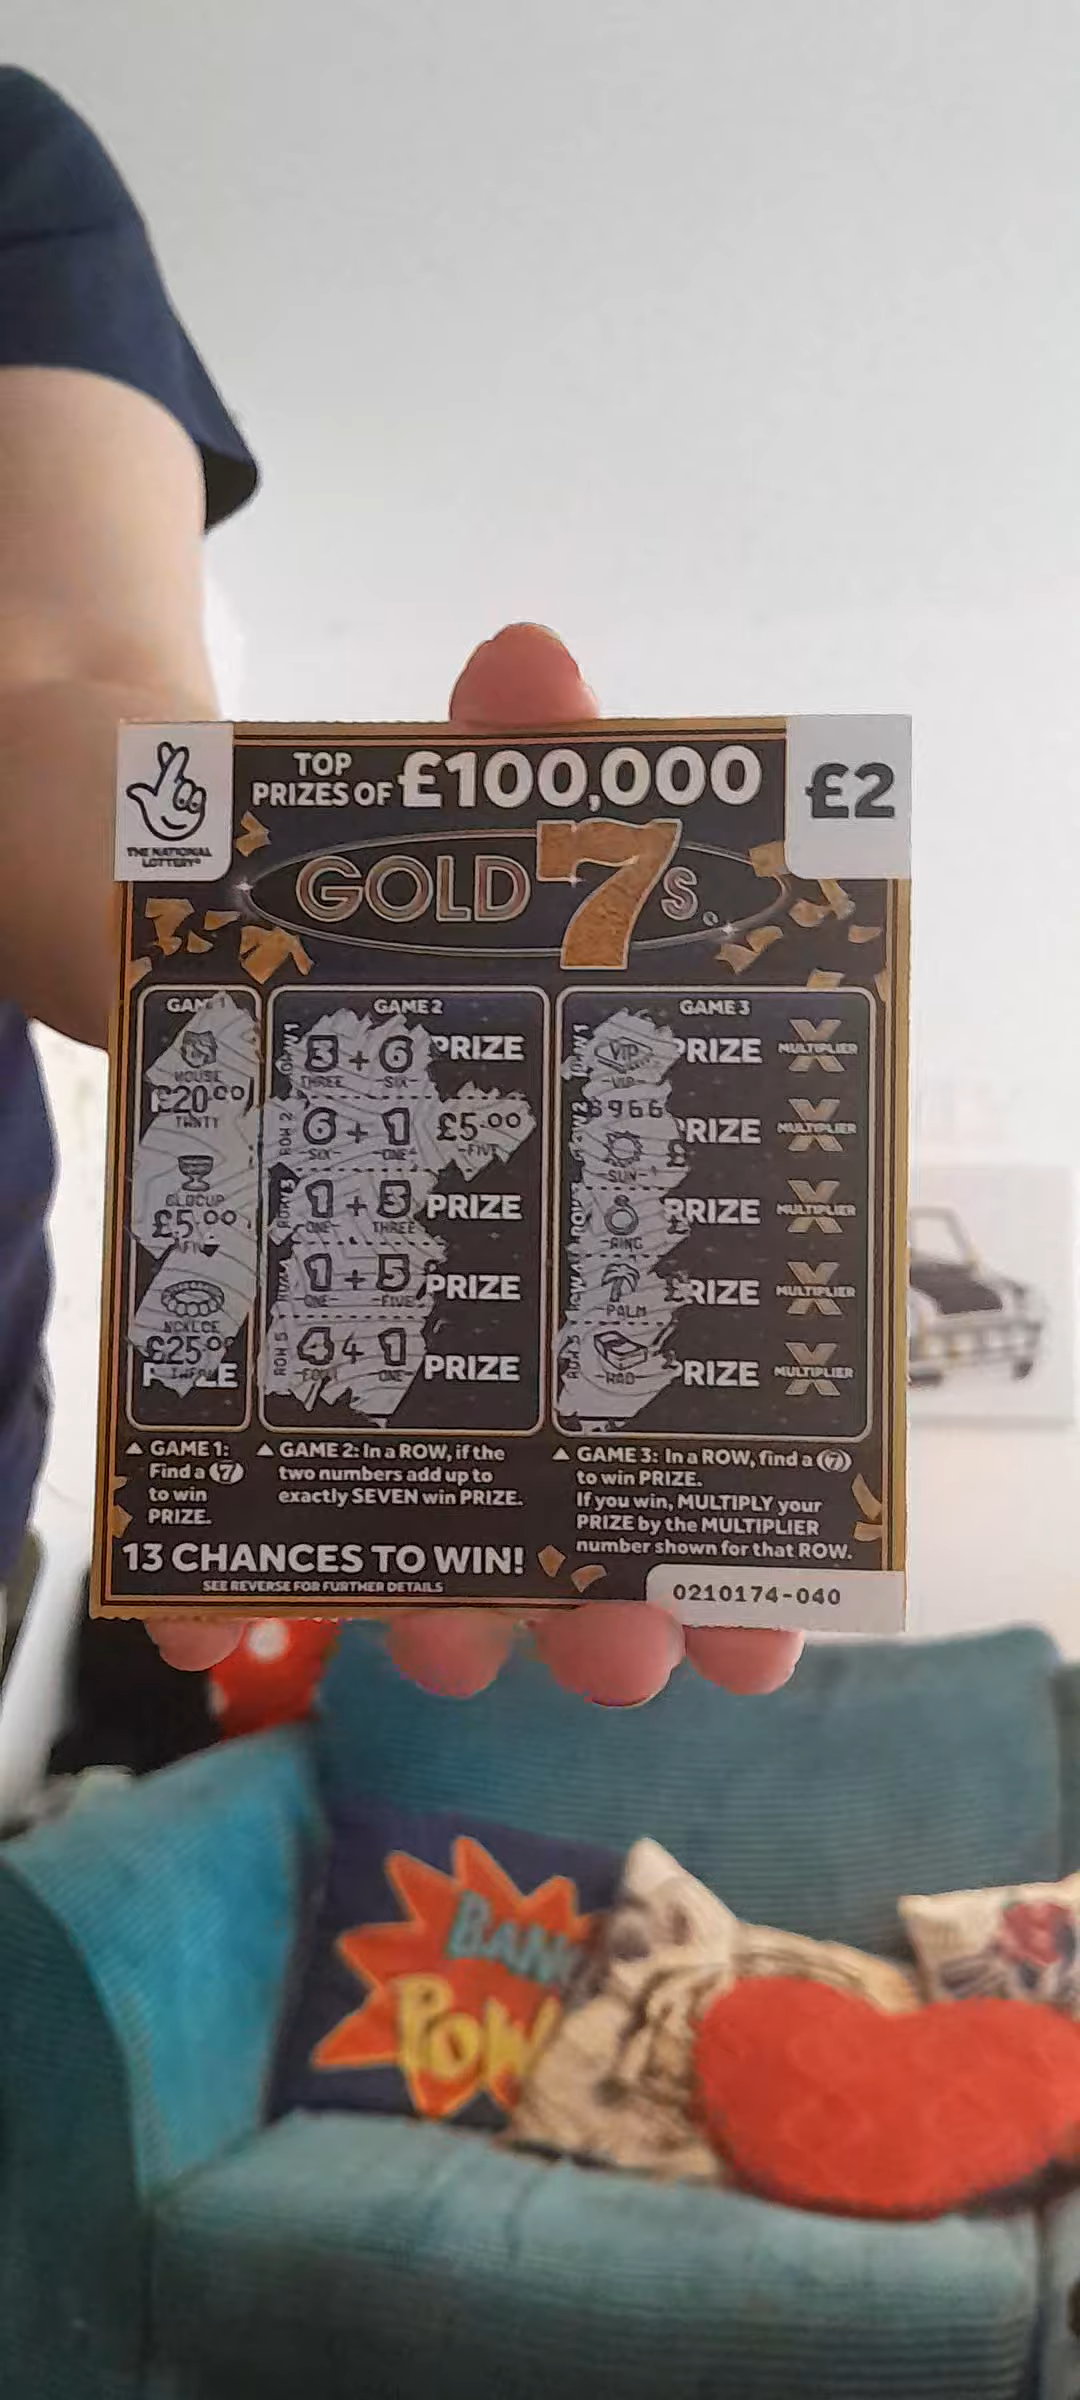 TOP
PRIZES OF £100,000
£2
THE NATIONAL
LOTTERY®
GOLD 7s.
GAME 1
HOUSE
£20.00
TWNTY
GLDCUP
£5.00
FIV
NCKLCE
£25.00
GAME 2
ROW 1
3 + 6
PRIZE
THREE
SIX
ROW 2
6 + 1
£5.00
SIX
ONE
FIV
ROW 3
1 + 3
PRIZE
ONE
THREE
1 + 5
PRIZE
ONE
FIVE
ROW 5
4 + 1
PRIZE
ONE
GAME 3
VIP
VIP
PRIZE
X
MULTIPLIER
966
SUN
PRIZE
X
MULTIPLIER
RING
PRIZE
X
MULTIPLIER
PALM
PRIZE
X
MULTIPLIER
PRIZE
X
MULTIPLIER
GAME 1:
Find a 7
to win
PRIZE.
GAME 2: In a ROW, if the
two numbers add up to
exactly SEVEN win PRIZE.
GAME 3: In a ROW, find a 7
to win PRIZE.
If you win, MULTIPLY your
PRIZE by the MULTIPLIER
number shown for that ROW.
13 CHANCES TO WIN!
SEE REVERSE FOR FURTHER DETAILS
0210174-040
BANG
POW